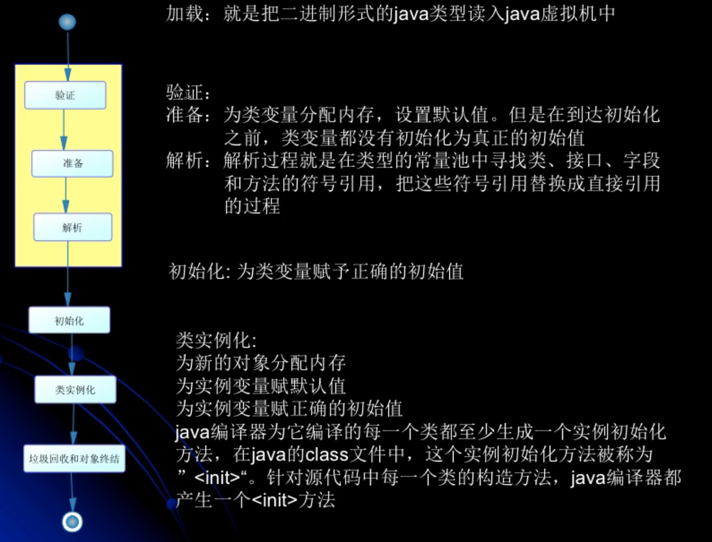 加载：就是把二进制形式的java类型读入java虚拟机中
验证
准备
解析
验证：
准备：为类变量分配内存，设置默认值。但是在到达初始化
之前，类变量都没有初始化为真正的初始值
解析：解析过程就是在类型的常量池中寻找类、接口、字段
和方法的符号引用，把这些符号引用替换成直接引用
的过程
初始化: 为类变量赋予正确的初始值
初始化
类实例化
垃圾回收和对象终结
类实例化:
为新的对象分配内存
为实例变量赋默认值
为实例变量赋正确的初始值
java编译器为它编译的每一个类都至少生成一个实例初始化
方法，在java的class文件中，这个实例初始化方法被称为
”<init>“。针对源代码中每一个类的构造方法，java编译器都
产生一个<init>方法